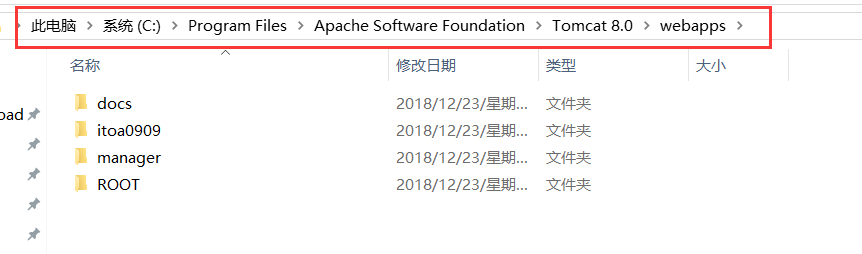 此电脑 › 系统 (C:) › Program Files › Apache Software Foundation › Tomcat 8.0 › webapps ›
名称 修改日期 类型 大小
docs 2018/12/23/星期... 文件夹
oad itoa0909 2018/12/23/星期... 文件夹
manager 2018/12/23/星期... 文件夹
ROOT 2018/12/23/星期... 文件夹